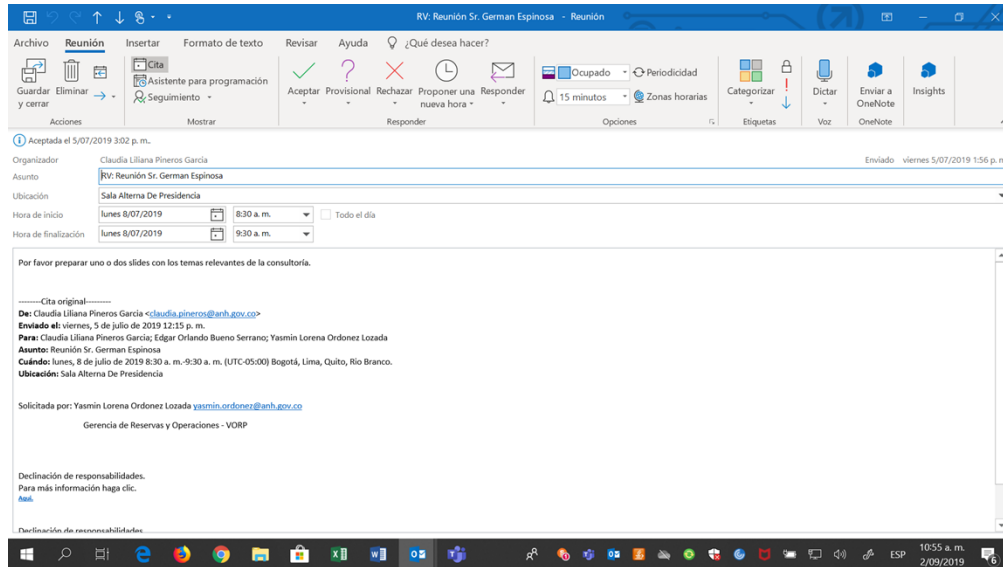 RV: Reunión Sr. German Espinosa - Reunión
Archivo Reunión Insertar Formato de texto Revisar Ayuda ¿Qué desea hacer?
Guardar y cerrar
Eliminar
Cita
Asistente para programación
Seguimiento
Aceptar Provisional Rechazar Proponer una nueva hora Responder
Ocupado Periodicidad
15 minutos Zonas horarias
Categorizar
Dictar
Enviar a OneNote
Insights
Acciones Mostrar Responder Opciones Etiquetas Voz OneNote
Aceptada el 5/07/2019 3:02 p. m..
Organizador Claudia Liliana Pineros Garcia Enviado viernes 5/07/2019 1:56 p. m
Asunto RV: Reunión Sr. German Espinosa
Ubicación Sala Alterna De Presidencia
Hora de inicio lunes 8/07/2019 8:30 a. m. Todo el día
Hora de finalización lunes 8/07/2019 9:30 a. m.
Por favor preparar uno o dos slides con los temas relevantes de la consultoría.
--------Cita original---------
De: Claudia Liliana Pineros Garcia <claudia.pineros@anh.gov.co>
Enviado el: viernes, 5 de julio de 2019 12:15 p. m.
Para: Claudia Liliana Pineros Garcia; Edgar Orlando Bueno Serrano; Yasmin Lorena Ordonez Lozada
Asunto: Reunión Sr. German Espinosa
Cuándo: lunes, 8 de julio de 2019 8:30 a. m.-9:30 a. m. (UTC-05:00) Bogotá, Lima, Quito, Rio Branco.
Ubicación: Sala Alterna De Presidencia
Solicitada por: Yasmin Lorena Ordonez Lozada yasmin.ordonez@anh.gov.co
Gerencia de Reservas y Operaciones - VORP
Declinación de responsabilidades.
Para más información haga clic.
Aquí.
Declinación de responsabilidades.
ESP
10:55 a. m.
2/09/2019
6